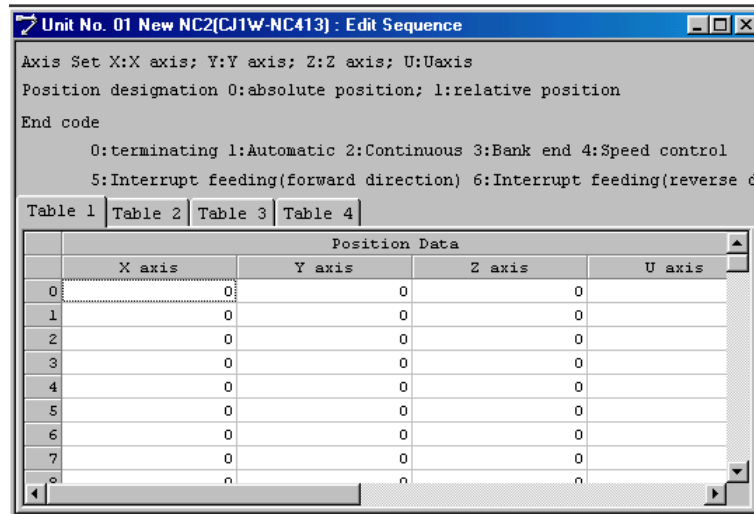 Unit No. 01 New NC2(CJ1W-NC413) : Edit Sequence
Axis Set X:X axis; Y:Y axis; Z:Z axis; U:Uaxis
Position designation 0:absolute position; 1:relative position
End code
0:terminating 1:Automatic 2:Continuous 3:Bank end 4:Speed control
5:Interrupt feeding(forward direction) 6:Interrupt feeding(reverse d
Table 1 Table 2 Table 3 Table 4
Position Data
X axis Y axis Z axis U axis
0 0 0 0
1 0 0 0
2 0 0 0
3 0 0 0
4 0 0 0
5 0 0 0
6 0 0 0
7 0 0 0
8 0 0 0